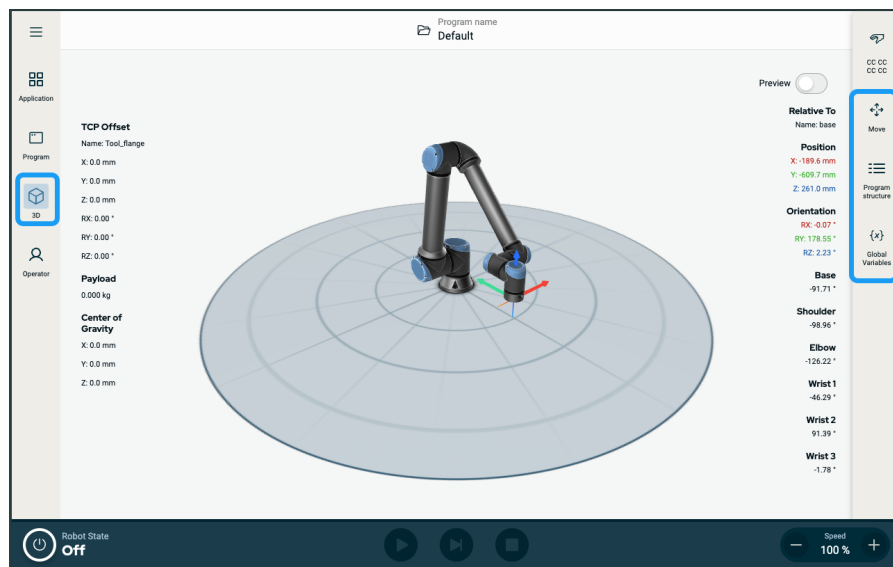 Program name
Default
Application
Program
3D
Operator
TCP Offset
Name: Tool_flange
X: 0.0 mm
Y: 0.0 mm
Z: 0.0 mm
RX: 0.00 °
RY: 0.00 °
RZ: 0.00 °
Payload
0.000 kg
Center of
Gravity
X: 0.0 mm
Y: 0.0 mm
Z: 0.0 mm
Preview
Relative To
Name: base
Position
X: -189.6 mm
Y: -609.7 mm
Z: 261.0 mm
Orientation
RX: -0.07 °
RY: 178.55 °
RZ: 2.23 °
Base
-91.71 °
Shoulder
-98.96 °
Elbow
-126.22 °
Wrist 1
-46.29 °
Wrist 2
91.39 °
Wrist 3
-1.78 °
CC CC
CC CC
Move
Program
structure
{x}
Global
Variables
Robot State
Off
Speed
100 %